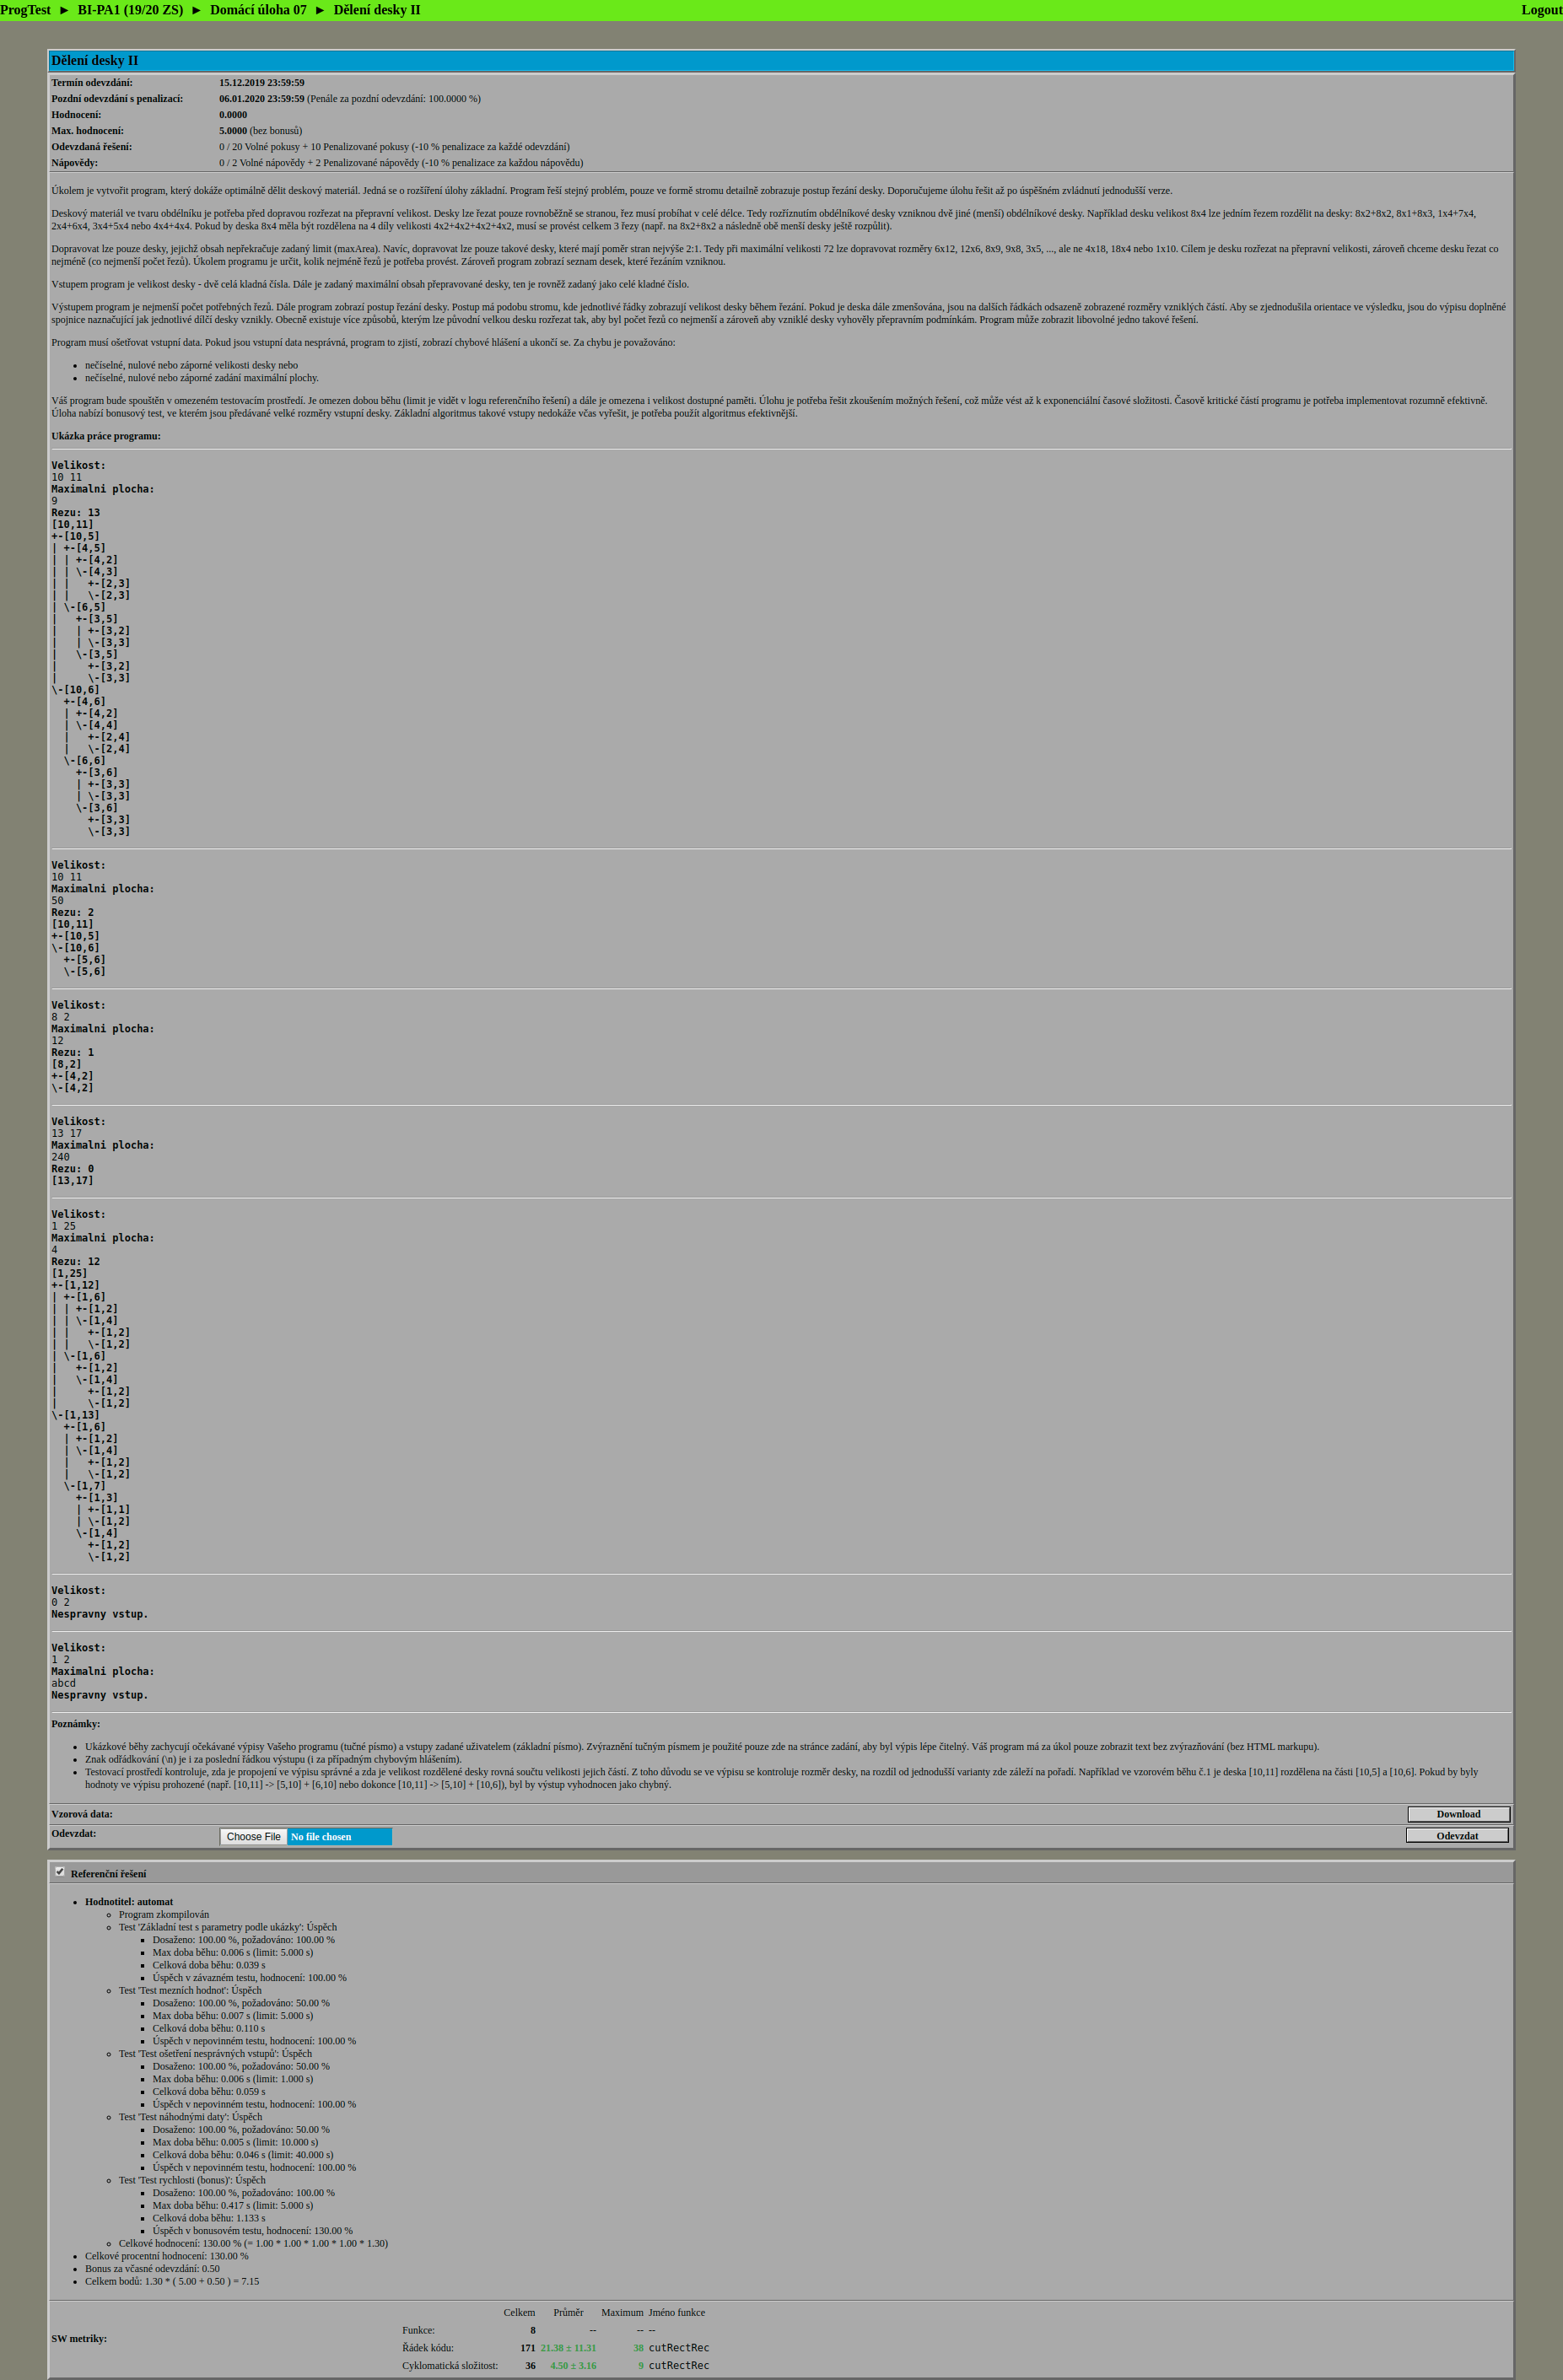 ProgTest ► BI-PA1 (19/20 ZS) ► Domácí úloha 07 ► Dělení desky II Logout
Dělení desky II
Termín odevzdání: 15.12.2019 23:59:59
Pozdní odevzdání s penalizací: 06.01.2020 23:59:59 (Penále za pozdní odevzdání: 100.0000 %)
Hodnocení: 0.0000
Max. hodnocení: 5.0000 (bez bonusů)
Odevzdaná řešení: 0 / 20 Volné pokusy + 10 Penalizované pokusy (-10 % penalizace za každé odevzdání)
Nápovědy: 0 / 2 Volné nápovědy + 2 Penalizované nápovědy (-10 % penalizace za každou nápovědu)
Úkolem je vytvořit program, který dokáže optimálně dělit deskový materiál. Jedná se o rozšíření úlohy základní. Program řeší stejný problém, pouze ve formě stromu detailně zobrazuje postup řezání desky. Doporučujeme úlohu řešit až po úspěšném zvládnutí jednodušší verze.
Deskový materiál ve tvaru obdélníku je potřeba před dopravou rozřezat na přepravní velikost. Desky lze řezat pouze rovnoběžně se stranou, řez musí probíhat v celé délce. Tedy rozříznutím obdélníkové desky vzniknou dvě jiné (menší) obdélníkové desky. Například desku velikost 8x4 lze jedním řezem rozdělit na desky: 8x2+8x2, 8x1+8x3, 1x4+7x4,
2x4+6x4, 3x4+5x4 nebo 4x4+4x4. Pokud by deska 8x4 měla být rozdělena na 4 díly velikosti 4x2+4x2+4x2+4x2, musí se provést celkem 3 řezy (např. na 8x2+8x2 a následně obě menší desky ještě rozpůlit).
Dopravovat lze pouze desky, jejichž obsah nepřekračuje zadaný limit (maxArea). Navíc, dopravovat lze pouze takové desky, které mají poměr stran nejvýše 2:1. Tedy při maximální velikosti 72 lze dopravovat rozměry 6x12, 12x6, 8x9, 9x8, 3x5, ..., ale ne 4x18, 18x4 nebo 1x10. Cílem je desku rozřezat na přepravní velikosti, zároveň chceme desku řezat co
nejméně (co nejmenší počet řezů). Úkolem programu je určit, kolik nejméně řezů je potřeba provést. Zároveň program zobrazí seznam desek, které řezáním vzniknou.
Vstupem program je velikost desky - dvě celá kladná čísla. Dále je zadaný maximální obsah přepravované desky, ten je rovněž zadaný jako celé kladné číslo.
Výstupem program je nejmenší počet potřebných řezů. Dále program zobrazí postup řezání desky. Postup má podobu stromu, kde jednotlivé řádky zobrazují velikost desky během řezání. Pokud je deska dále zmenšována, jsou na dalších řádkách odsazeně zobrazené rozměry vzniklých částí. Aby se zjednodušila orientace ve výsledku, jsou do výpisu doplněné
spojnice naznačující jak jednotlivé dílčí desky vznikly. Obecně existuje více způsobů, kterým lze původní velkou desku rozřezat tak, aby byl počet řezů co nejmenší a zároveň aby vzniklé desky vyhověly přepravním podmínkám. Program může zobrazit libovolné jedno takové řešení.
Program musí ošetřovat vstupní data. Pokud jsou vstupní data nesprávná, program to zjistí, zobrazí chybové hlášení a ukončí se. Za chybu je považováno:
• nečíselné, nulové nebo záporné velikosti desky nebo
• nečíselné, nulové nebo záporné zadání maximální plochy.
Váš program bude spouštěn v omezeném testovacím prostředí. Je omezen dobou běhu (limit je vidět v logu referenčního řešení) a dále je omezena i velikost dostupné paměti. Úlohu je potřeba řešit zkoušením možných řešení, což může vést až k exponenciální časové složitosti. Časově kritické částí programu je potřeba implementovat rozumně efektivně.
Úloha nabízí bonusový test, ve kterém jsou předávané velké rozměry vstupní desky. Základní algoritmus takové vstupy nedokáže včas vyřešit, je potřeba použít algoritmus efektivnější.
Ukázka práce programu:
Velikost:
10 11
Maximalni plocha:
9
Rezu: 13
[10,11]
+-[10,5]
| +-[4,5]
| | +-[4,2]
| | \-[4,3]
| |   +-[2,3]
| |   \-[2,3]
| \-[6,5]
|   +-[3,5]
|   | +-[3,2]
|   | \-[3,3]
|   \-[3,5]
|     +-[3,2]
|     \-[3,3]
\-[10,6]
  +-[4,6]
  | +-[4,2]
  | \-[4,4]
  |   +-[2,4]
  |   \-[2,4]
  \-[6,6]
    +-[3,6]
    | +-[3,3]
    | \-[3,3]
    \-[3,6]
      +-[3,3]
      \-[3,3]
Velikost:
10 11
Maximalni plocha:
50
Rezu: 2
[10,11]
+-[10,5]
\-[10,6]
  +-[5,6]
  \-[5,6]
Velikost:
8 2
Maximalni plocha:
12
Rezu: 1
[8,2]
+-[4,2]
\-[4,2]
Velikost:
13 17
Maximalni plocha:
240
Rezu: 0
[13,17]
Velikost:
1 25
Maximalni plocha:
4
Rezu: 12
[1,25]
+-[1,12]
| +-[1,6]
| | +-[1,2]
| | \-[1,4]
| |   +-[1,2]
| |   \-[1,2]
| \-[1,6]
|   +-[1,2]
|   \-[1,4]
|     +-[1,2]
|     \-[1,2]
\-[1,13]
  +-[1,6]
  | +-[1,2]
  | \-[1,4]
  |   +-[1,2]
  |   \-[1,2]
  \-[1,7]
    +-[1,3]
    | +-[1,1]
    | \-[1,2]
    \-[1,4]
      +-[1,2]
      \-[1,2]
Velikost:
0 2
Nespravny vstup.
Velikost:
1 2
Maximalni plocha:
abcd
Nespravny vstup.
Poznámky:
• Ukázkové běhy zachycují očekávané výpisy Vašeho programu (tučné písmo) a vstupy zadané uživatelem (základní písmo). Zvýraznění tučným písmem je použité pouze zde na stránce zadání, aby byl výpis lépe čitelný. Váš program má za úkol pouze zobrazit text bez zvýrazňování (bez HTML markupu).
• Znak odřádkování (\n) je i za poslední řádkou výstupu (i za případným chybovým hlášením).
• Testovací prostředí kontroluje, zda je propojení ve výpisu správné a zda je velikost rozdělené desky rovná součtu velikosti jejich částí. Z toho důvodu se ve výpisu se kontroluje rozměr desky, na rozdíl od jednodušší varianty zde záleží na pořadí. Například ve vzorovém běhu č.1 je deska [10,11] rozdělena na části [10,5] a [10,6]. Pokud by byly
hodnoty ve výpisu prohozené (např. [10,11] -> [5,10] + [6,10] nebo dokonce [10,11] -> [5,10] + [10,6]), byl by výstup vyhodnocen jako chybný.
Vzorová data: Download
Odevzdat: Choose File No file chosen Odevzdat
Referenční řešení
• Hodnotitel: automat
Program zkompilován
Test 'Základní test s parametry podle ukázky': Úspěch
Dosaženo: 100.00 %, požadováno: 100.00 %
Max doba běhu: 0.006 s (limit: 5.000 s)
Celková doba běhu: 0.039 s
Úspěch v závazném testu, hodnocení: 100.00 %
Test 'Test mezních hodnot': Úspěch
Dosaženo: 100.00 %, požadováno: 50.00 %
Max doba běhu: 0.007 s (limit: 5.000 s)
Celková doba běhu: 0.110 s
Úspěch v nepovinném testu, hodnocení: 100.00 %
Test 'Test ošetření nesprávných vstupů': Úspěch
Dosaženo: 100.00 %, požadováno: 50.00 %
Max doba běhu: 0.006 s (limit: 1.000 s)
Celková doba běhu: 0.059 s
Úspěch v nepovinném testu, hodnocení: 100.00 %
Test 'Test náhodnými daty': Úspěch
Dosaženo: 100.00 %, požadováno: 50.00 %
Max doba běhu: 0.005 s (limit: 10.000 s)
Celková doba běhu: 0.046 s (limit: 40.000 s)
Úspěch v nepovinném testu, hodnocení: 100.00 %
Test 'Test rychlosti (bonus)': Úspěch
Dosaženo: 100.00 %, požadováno: 100.00 %
Max doba běhu: 0.417 s (limit: 5.000 s)
Celková doba běhu: 1.133 s
Úspěch v bonusovém testu, hodnocení: 130.00 %
Celkové hodnocení: 130.00 % (= 1.00 * 1.00 * 1.00 * 1.00 * 1.30)
• Celkové procentní hodnocení: 130.00 %
• Bonus za včasné odevzdání: 0.50
• Celkem bodů: 1.30 * ( 5.00 + 0.50 ) = 7.15
SW metriky:
Celkem Průměr Maximum Jméno funkce
Funkce: 8 -- -- --
Řádek kódu: 171 21.38 ± 11.31 38 cutRectRec
Cyklomatická složitost: 36 4.50 ± 3.16 9 cutRectRec